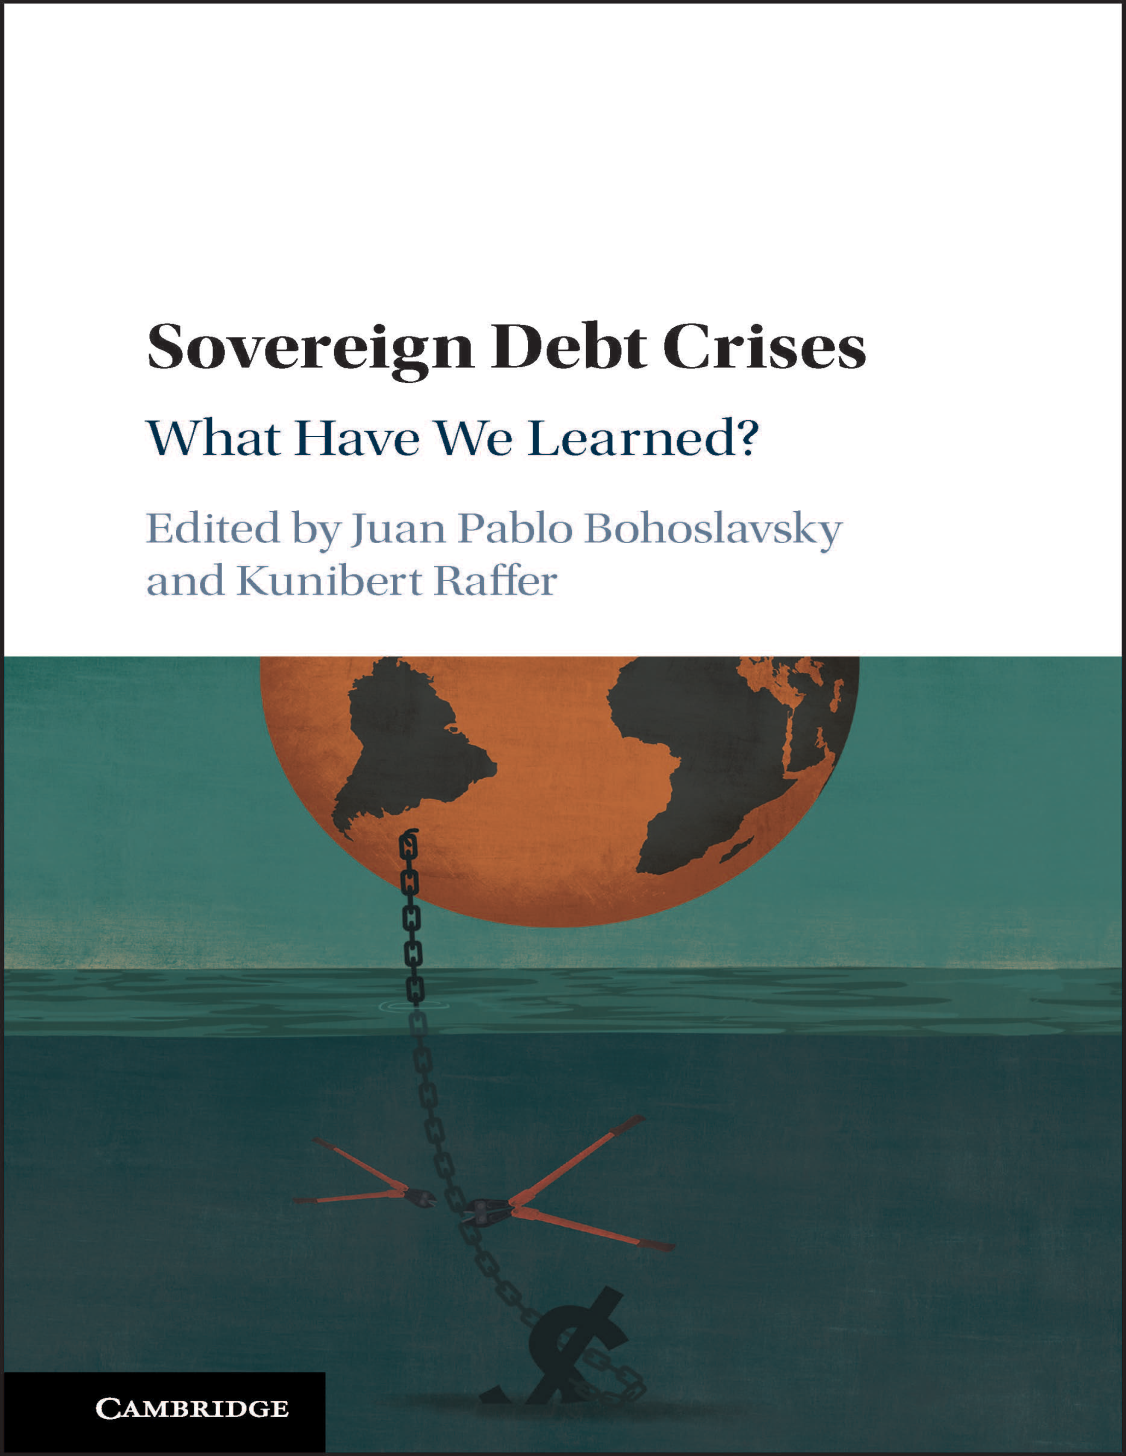 Sovereign Debt Crises
What Have We Learned?
Edited by Juan Pablo Bohoslavsky
and Kunibert Raffer
CAMBRIDGE